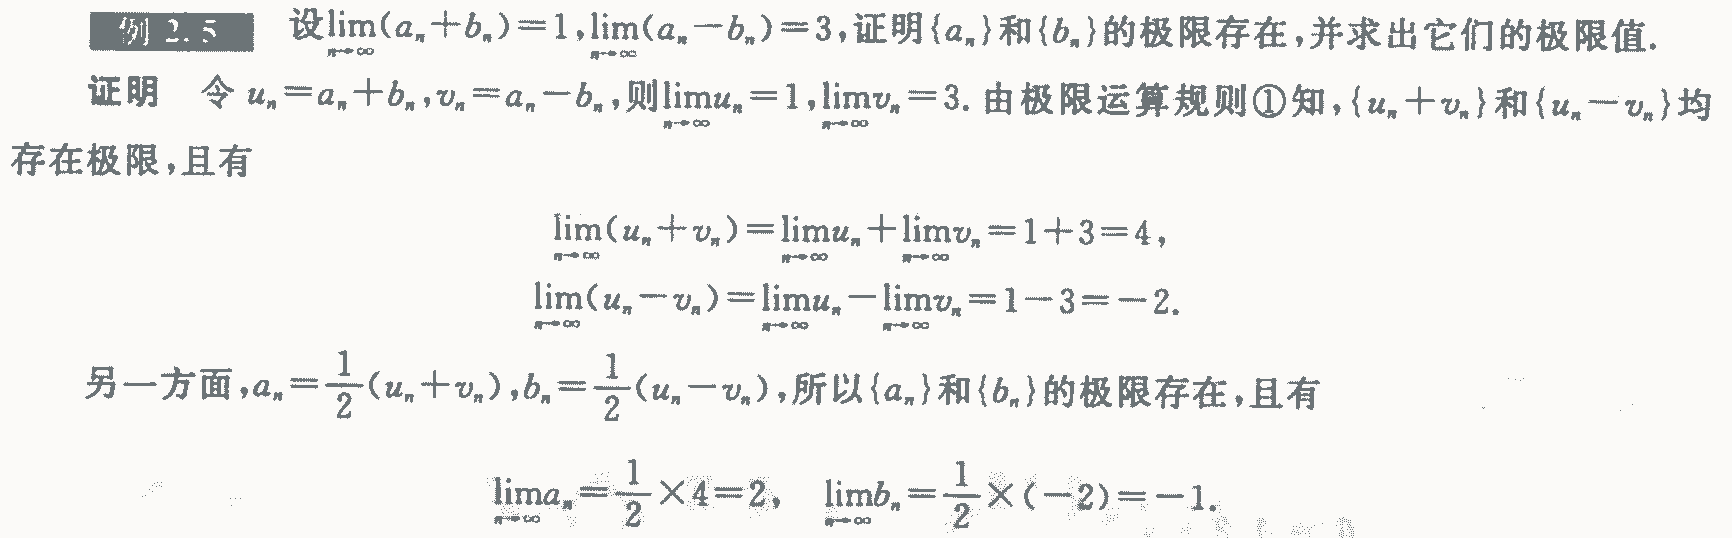 例 2.5 设lim(aₙ+bₙ)=1,lim(aₙ-bₙ)=3,证明{aₙ}和{bₙ}的极限存在,并求出它们的极限值.
n→∞ n→∞
证明 令 uₙ=aₙ+bₙ,vₙ=aₙ-bₙ,则lim uₙ=1,lim vₙ=3. 由极限运算规则①知,{uₙ+vₙ}和{uₙ-vₙ}均
n→∞ n→∞
存在极限,且有
lim(uₙ+vₙ)=lim uₙ+lim vₙ=1+3=4,
n→∞ n→∞ n→∞
lim(uₙ-vₙ)=lim uₙ-lim vₙ=1-3=-2.
n→∞ n→∞ n→∞
另一方面,aₙ=1/2(uₙ+vₙ),bₙ=1/2(uₙ-vₙ),所以{aₙ}和{bₙ}的极限存在,且有
lim aₙ=1/2×4=2, lim bₙ=1/2×(-2)=-1.
n→∞ n→∞